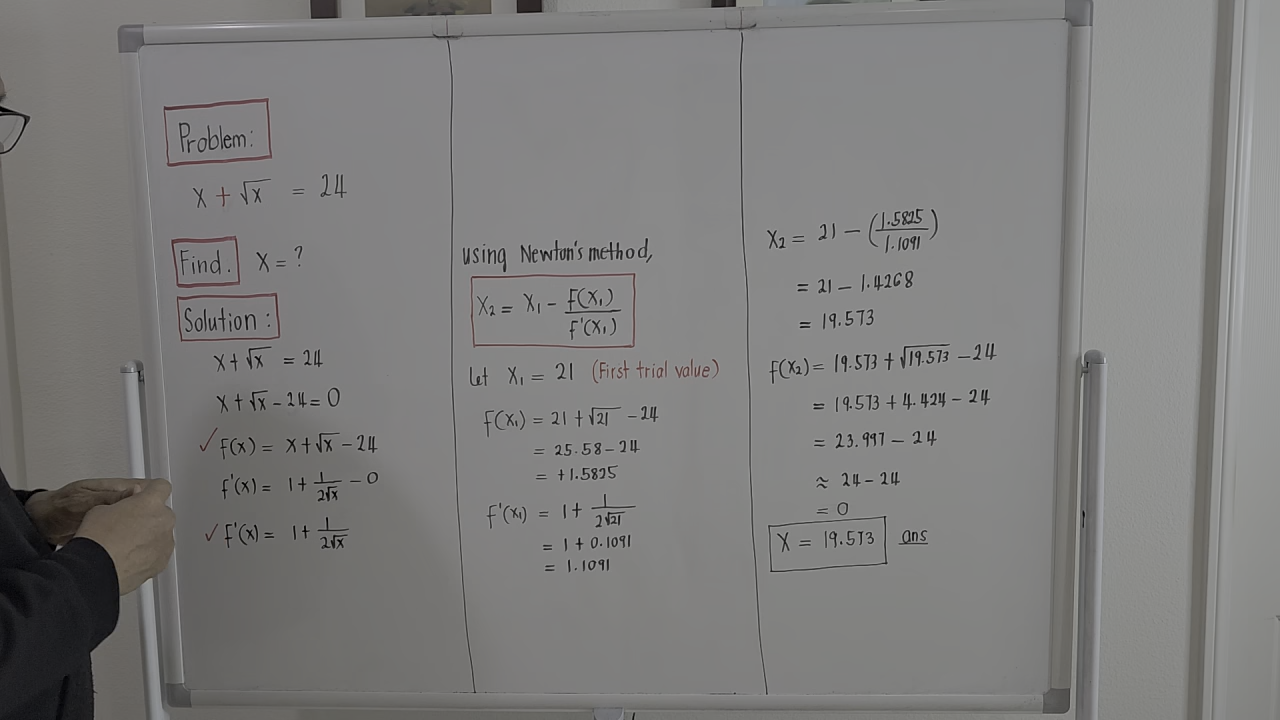 Problem:
x + √x = 24
Find. x = ?
Solution:
x + √x = 24
x + √x - 24 = 0
✓ f(x) = x + √x - 24
f'(x) = 1 + 1/2√x - 0
✓ f'(x) = 1 + 1/2√x
using Newton's method,
x₂ = x₁ - f(x₁)/f'(x₁)
let x₁ = 21 (First trial value)
f(x₁) = 21 + √21 - 24
= 25.58 - 24
= +1.5825
f'(x₁) = 1 + 1/2√21
= 1 + 0.1091
= 1.1091
x₂ = 21 - (1.5825/1.1091)
= 21 - 1.4268
= 19.573
f(x₂) = 19.573 + √19.573 - 24
= 19.573 + 4.424 - 24
= 23.997 - 24
≈ 24 - 24
= 0
x = 19.573 ans